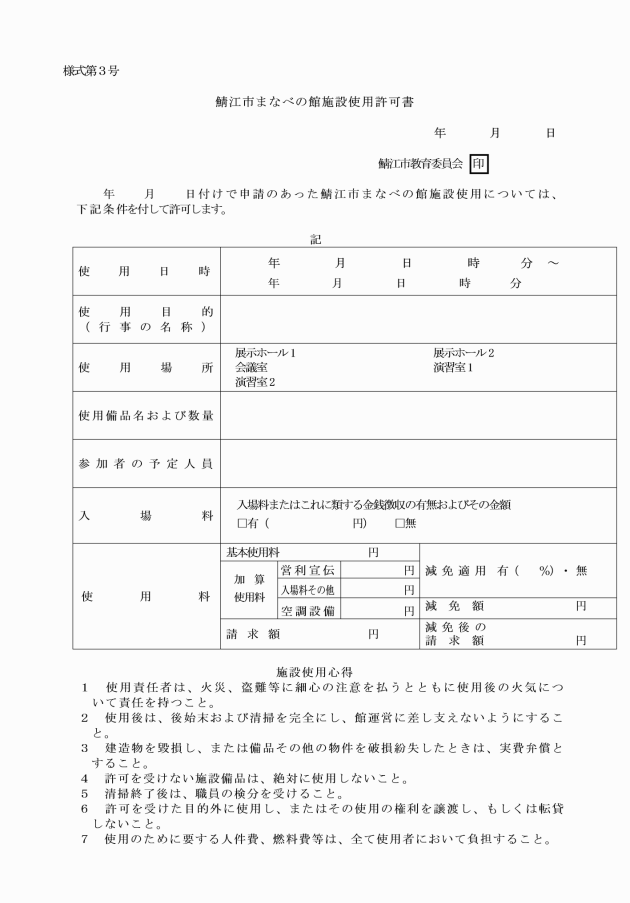 様式第３号
鯖江市まなべの館施設使用許可書
年　　月　　日
鯖江市教育委員会 印
年　　月　　日付けで申請のあった鯖江市まなべの館施設使用については、
下記条件を付して許可します。
記
使用日時
年　　月　　日　　時　　分　～
年　　月　　日　　時　　分
使用目的
（行事の名称）
使用場所
展示ホール１　　展示ホール２
会議室　　演習室１
演習室２
使用備品名および数量
参加者の予定人員
入場料
入場料またはこれに類する金銭徴収の有無およびその金額
□有（　　円）　□無
使用料
基本使用料　　円
加算
使用料
営利宣伝　　円
入場料その他　　円
空調設備　　円
減免適用　有（　　％）・無
減免額　　円
請求額　　円
減免後の
請求額　　円
施設使用心得
１　使用責任者は、火災、盗難等に細心の注意を払うとともに使用後の火気につ
いて責任を持つこと。
２　使用後は、後始末および清掃を完全にし、館運営に差し支えないようにするこ
と。
３　建造物を毀損し、または備品その他の物件を破損紛失したときは、実費弁償と
すること。
４　許可を受けない施設備品は、絶対に使用しないこと。
５　清掃終了後は、職員の検分を受けること。
６　許可を受けた目的外に使用し、またはその使用の権利を譲渡し、もしくは転貸
しないこと。
７　使用のために要する人件費、燃料費等は、全て使用者において負担すること。